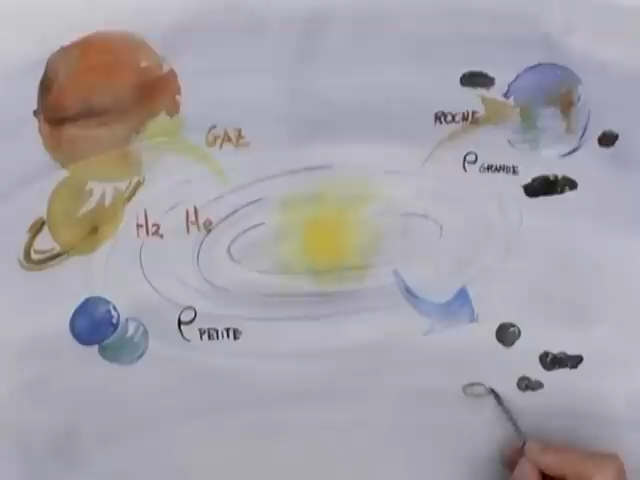 GAZ
H2 He
ρ PETITE
ROCHE
ρ GRANDE